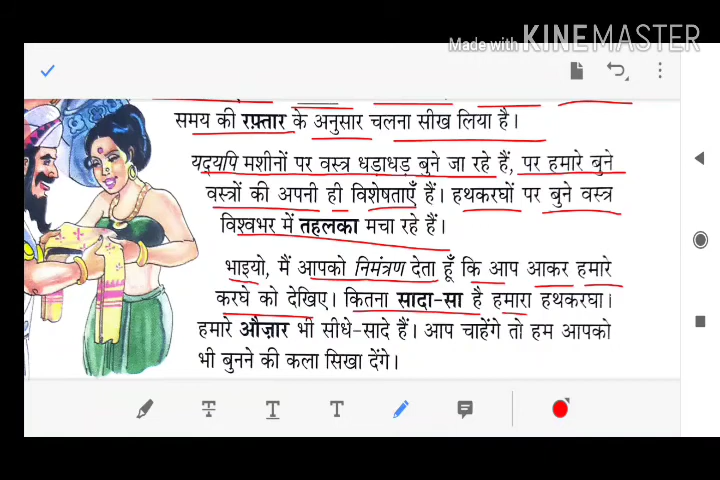 Made with KINEMASTER
समय की रफ़्तार के अनुसार चलना सीख लिया है।
यद्यपि मशीनों पर वस्त्र धड़ाधड़ बुने जा रहे हैं, पर हमारे बुने
वस्त्रों की अपनी ही विशेषताएँ हैं। हथकरघों पर बुने वस्त्र
विश्वभर में तहलका मचा रहे हैं।
भाइयो, मैं आपको निमंत्रण देता हूँ कि आप आकर हमारे
करघे को देखिए। कितना सादा-सा है हमारा हथकरघा।
हमारे औज़ार भी सीधे-सादे हैं। आप चाहेंगे तो हम आपको
भी बुनने की कला सिखा देंगे।